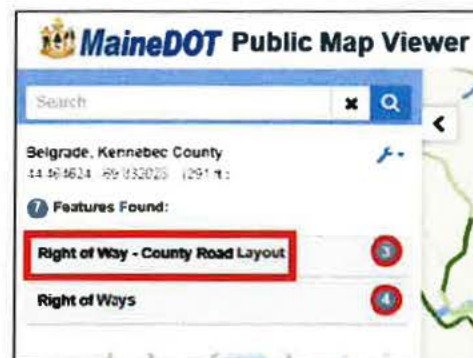 MaineDOT Public Map Viewer
Search
Belgrade, Kennebec County
7 Features Found:
Right of Way - County Road Layout 3
Right of Ways 4